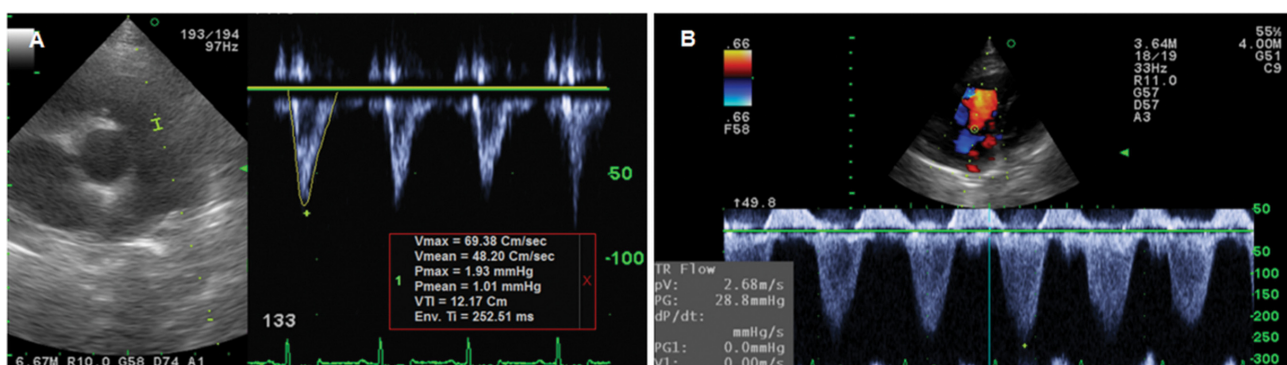 A
193/194
97Hz
50
-100
Vmax = 69.38 Cm/sec
Vmean = 48.20 Cm/sec
Pmax = 1.93 mmHg
1
Pmean = 1.01 mmHg
X
VTI = 12.17 Cm
Env. Ti = 252.51 ms
133
6.67M R10.0 G58 D74 A1
B
.66
.66
F58
3.64M
18/19
33Hz
R11.0
G57
D57
A3
55%
4.00M
G51
C9
↑49.8
TR Flow
pV: 2.68m/s
PG: 28.8mmHg
dP/dt:
mmHg/s
PG1: 0.0mmHg
V1: 0.00m/s
50
-50
-100
-150
-200
-250
-300